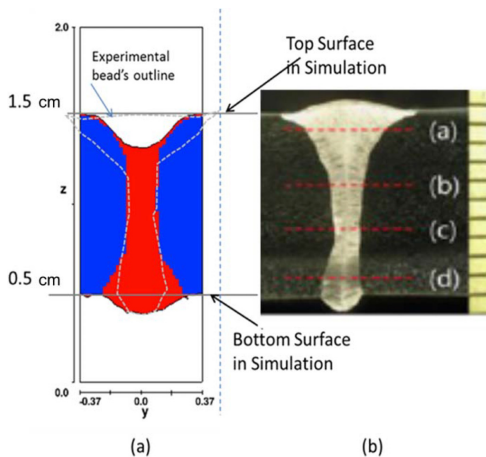 2.0
Experimental
bead's outline
Top Surface
in Simulation
1.5 cm
z
0.5 cm
0.0
-0.37
0.0
0.37
y
Bottom Surface
in Simulation
(a)
(b)
(c)
(d)
(a)
(b)